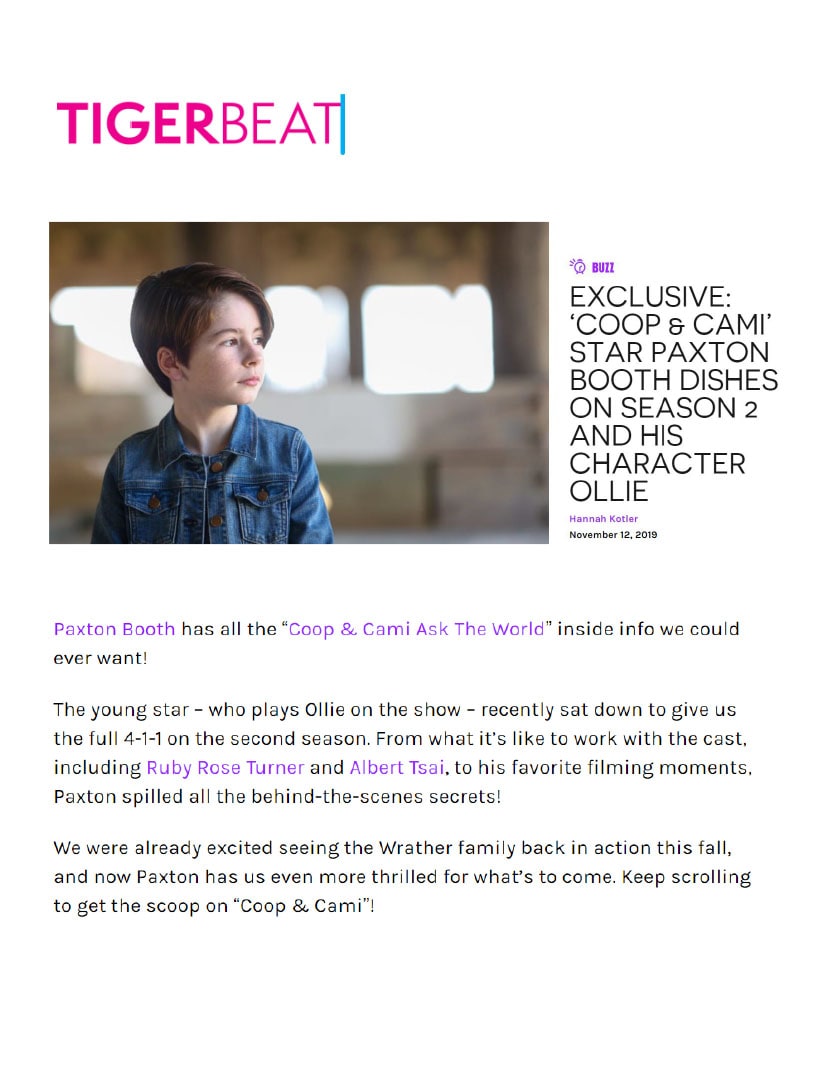 TIGERBEAT
BUZZ
EXCLUSIVE:
‘COOP & CAMI’
STAR PAXTON
BOOTH DISHES
ON SEASON 2
AND HIS
CHARACTER
OLLIE
Hannah Kotler
November 12, 2019
Paxton Booth has all the “Coop & Cami Ask The World” inside info we could
ever want!
The young star – who plays Ollie on the show – recently sat down to give us
the full 4-1-1 on the second season. From what it’s like to work with the cast,
including Ruby Rose Turner and Albert Tsai, to his favorite filming moments,
Paxton spilled all the behind-the-scenes secrets!
We were already excited seeing the Wrather family back in action this fall,
and now Paxton has us even more thrilled for what’s to come. Keep scrolling
to get the scoop on “Coop & Cami”!